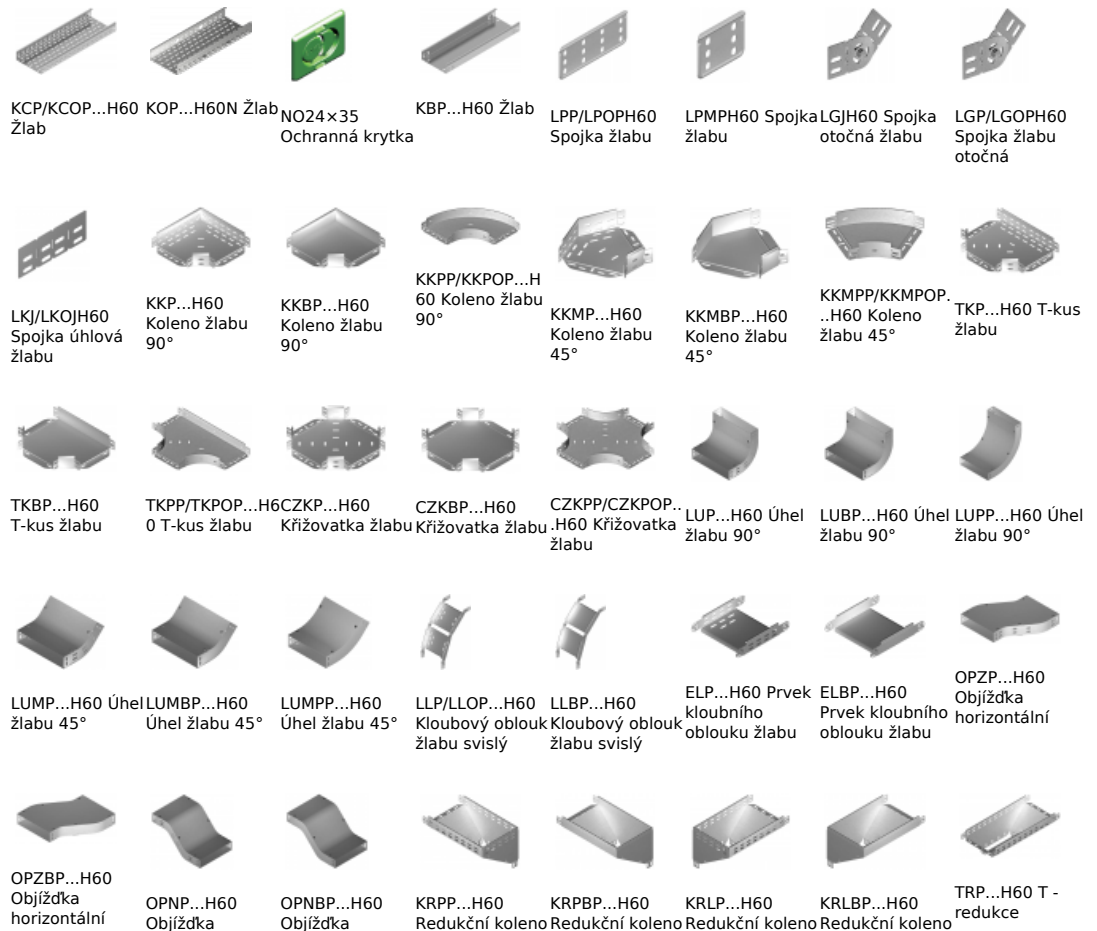 KCP/KCOP...H60
Žlab
KOP...H60N Žlab
NO24×35
Ochranná krytka
KBP...H60 Žlab
LPP/LPOPH60
Spojka žlabu
LPMPH60 Spojka
žlabu
LGJH60 Spojka
otočná žlabu
LGP/LGOPH60
Spojka žlabu
otočná
LKJ/LKOJH60
Spojka úhlová
žlabu
KKP...H60
Koleno žlabu
90°
KKBP...H60
Koleno žlabu
90°
KKPP/KKPOP...H
60 Koleno žlabu
90°
KKMP...H60
Koleno žlabu
45°
KKMBP...H60
Koleno žlabu
45°
KKMPP/KKMPOP.
..H60 Koleno
žlabu 45°
TKP...H60 T-kus
žlabu
TKBP...H60
T-kus žlabu
TKPP/TKPOP...H6
0 T-kus žlabu
CZKP...H60
Křižovatka žlabu
CZKBP...H60
Křižovatka žlabu
CZKPP/CZKPOP..
.H60 Křižovatka
žlabu
LUP...H60 Úhel
žlabu 90°
LUBP...H60 Úhel
žlabu 90°
LUPP...H60 Úhel
žlabu 90°
LUMP...H60 Úhel
žlabu 45°
LUMBP...H60
Úhel žlabu 45°
LUMPP...H60
Úhel žlabu 45°
LLP/LLOP...H60
Kloubový oblouk
žlabu svislý
LLBP...H60
Kloubový oblouk
žlabu svislý
ELP...H60 Prvek
kloubního
oblouku žlabu
ELBP...H60
Prvek kloubního
oblouku žlabu
OPZP...H60
Objížďka
horizontální
OPZBP...H60
Objížďka
horizontální
OPNP...H60
Objížďka
OPNBP...H60
Objížďka
KRPP...H60
Redukční koleno
KRPBP...H60
Redukční koleno
KRLP...H60
Redukční koleno
KRLBP...H60
Redukční koleno
TRP...H60 T -
redukce